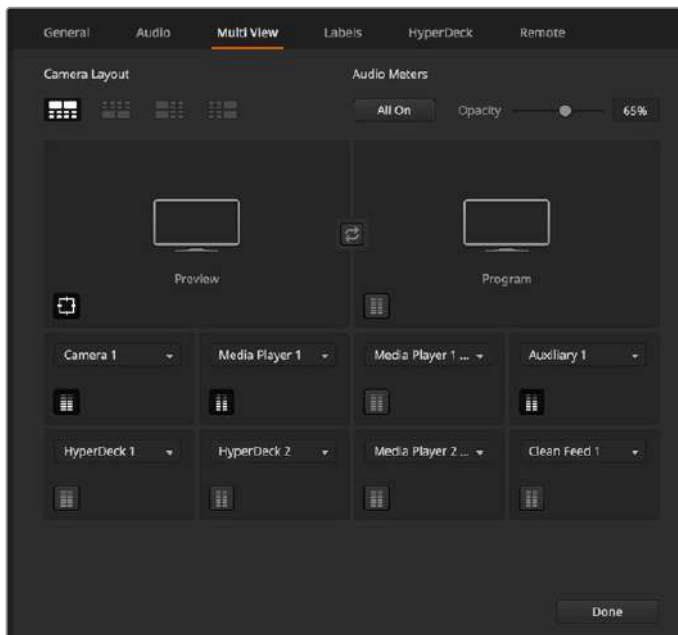 General Audio Multi View Labels HyperDeck Remote
Camera Layout Audio Meters
All On Opacity 65%
Preview Program
Camera 1 Media Player 1 Media Player 1 ... Auxiliary 1
HyperDeck 1 HyperDeck 2 Media Player 2 ... Clean Feed 1
Done